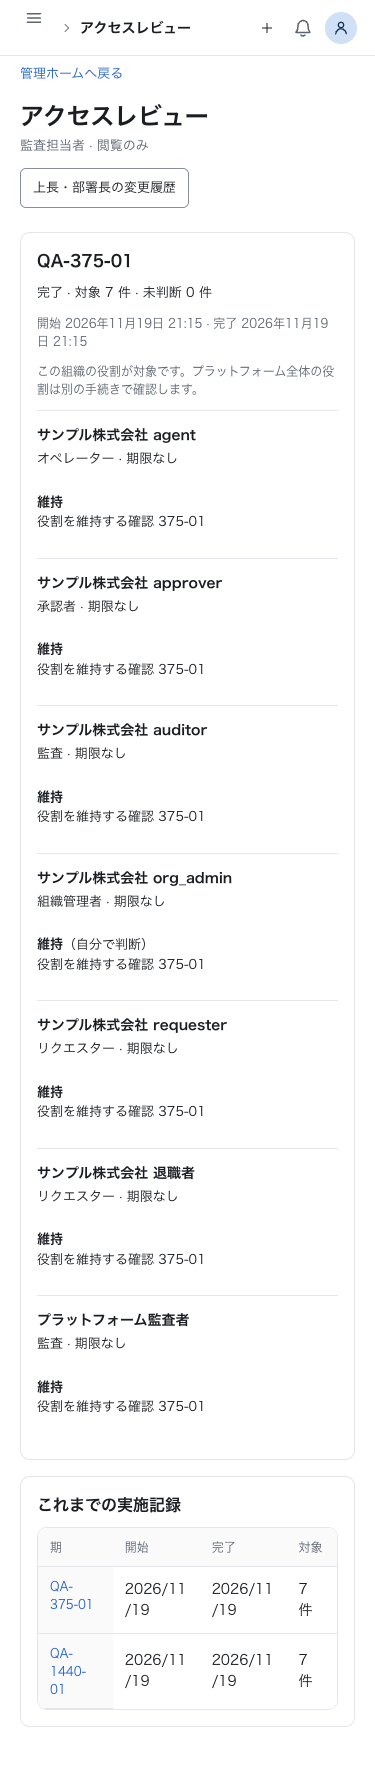 アクセスレビュー
管理ホームへ戻る
アクセスレビュー
監査担当者 · 閲覧のみ
上長・部署長の変更履歴
QA-375-01
完了 · 対象 7 件 · 未判断 0 件
開始 2026年11月19日 21:15 · 完了 2026年11月19
日 21:15
この組織の役割が対象です。プラットフォーム全体の役
割は別の手続きで確認します。
サンプル株式会社 agent
オペレーター · 期限なし
維持
役割を維持する確認 375-01
サンプル株式会社 approver
承認者 · 期限なし
維持
役割を維持する確認 375-01
サンプル株式会社 auditor
監査 · 期限なし
維持
役割を維持する確認 375-01
サンプル株式会社 org_admin
組織管理者 · 期限なし
維持（自分で判断）
役割を維持する確認 375-01
サンプル株式会社 requester
リクエスター · 期限なし
維持
役割を維持する確認 375-01
サンプル株式会社 退職者
リクエスター · 期限なし
維持
役割を維持する確認 375-01
プラットフォーム監査者
監査 · 期限なし
維持
役割を維持する確認 375-01
これまでの実施記録
期 開始 完了 対象
QA-
375-01
2026/11
/19
2026/11
/19
7
件
QA-
1440-
01
2026/11
/19
2026/11
/19
7
件